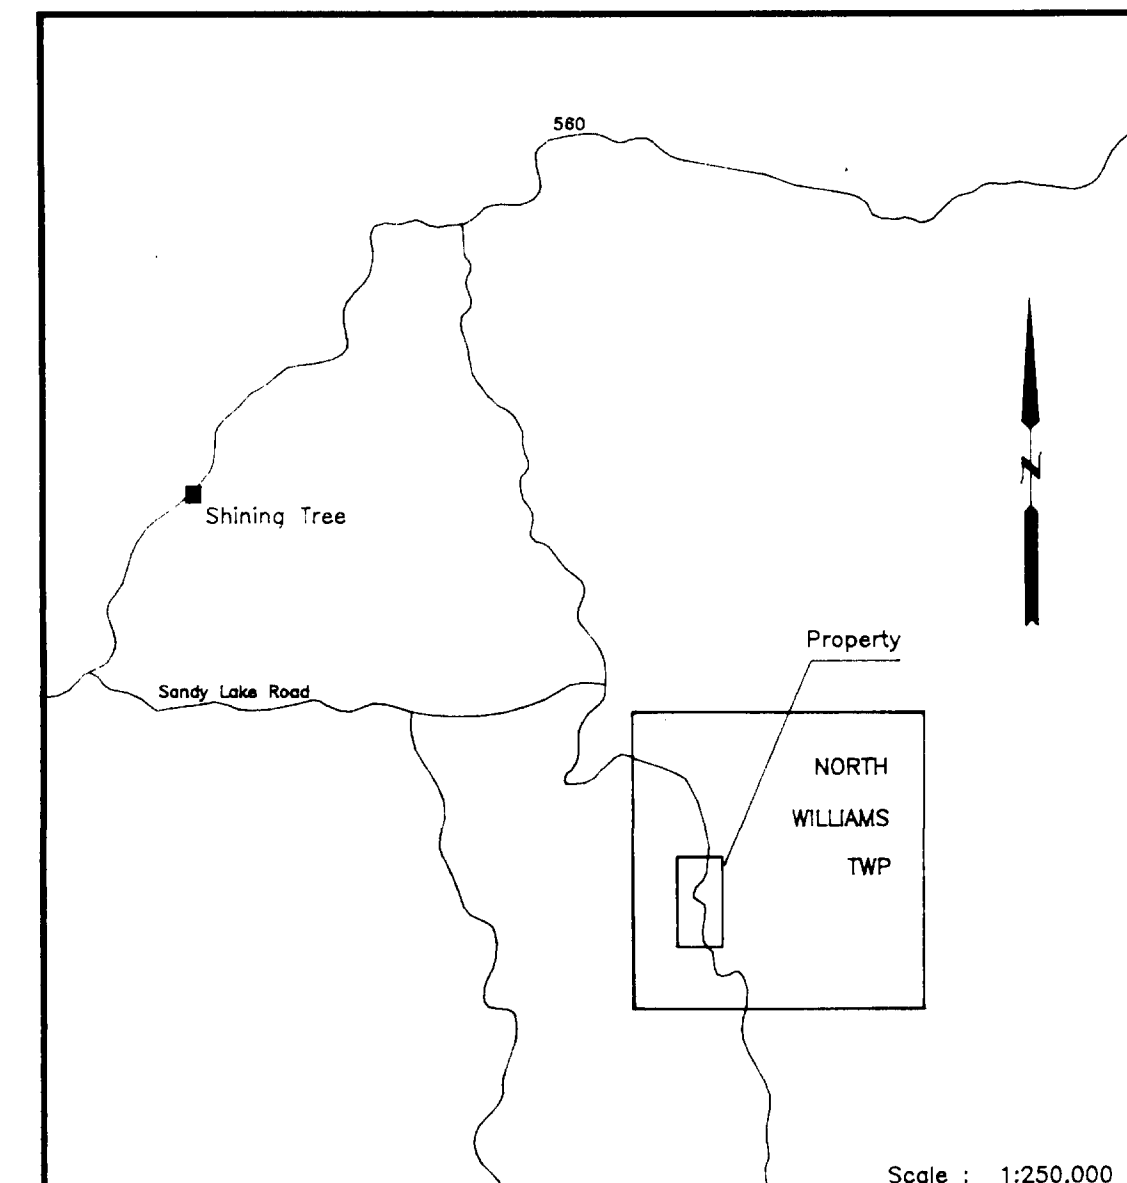 560
Shining Tree
N
Property
Sandy Lake Road
NORTH
WILLIAMS
TWP
Scale : 1:250,000